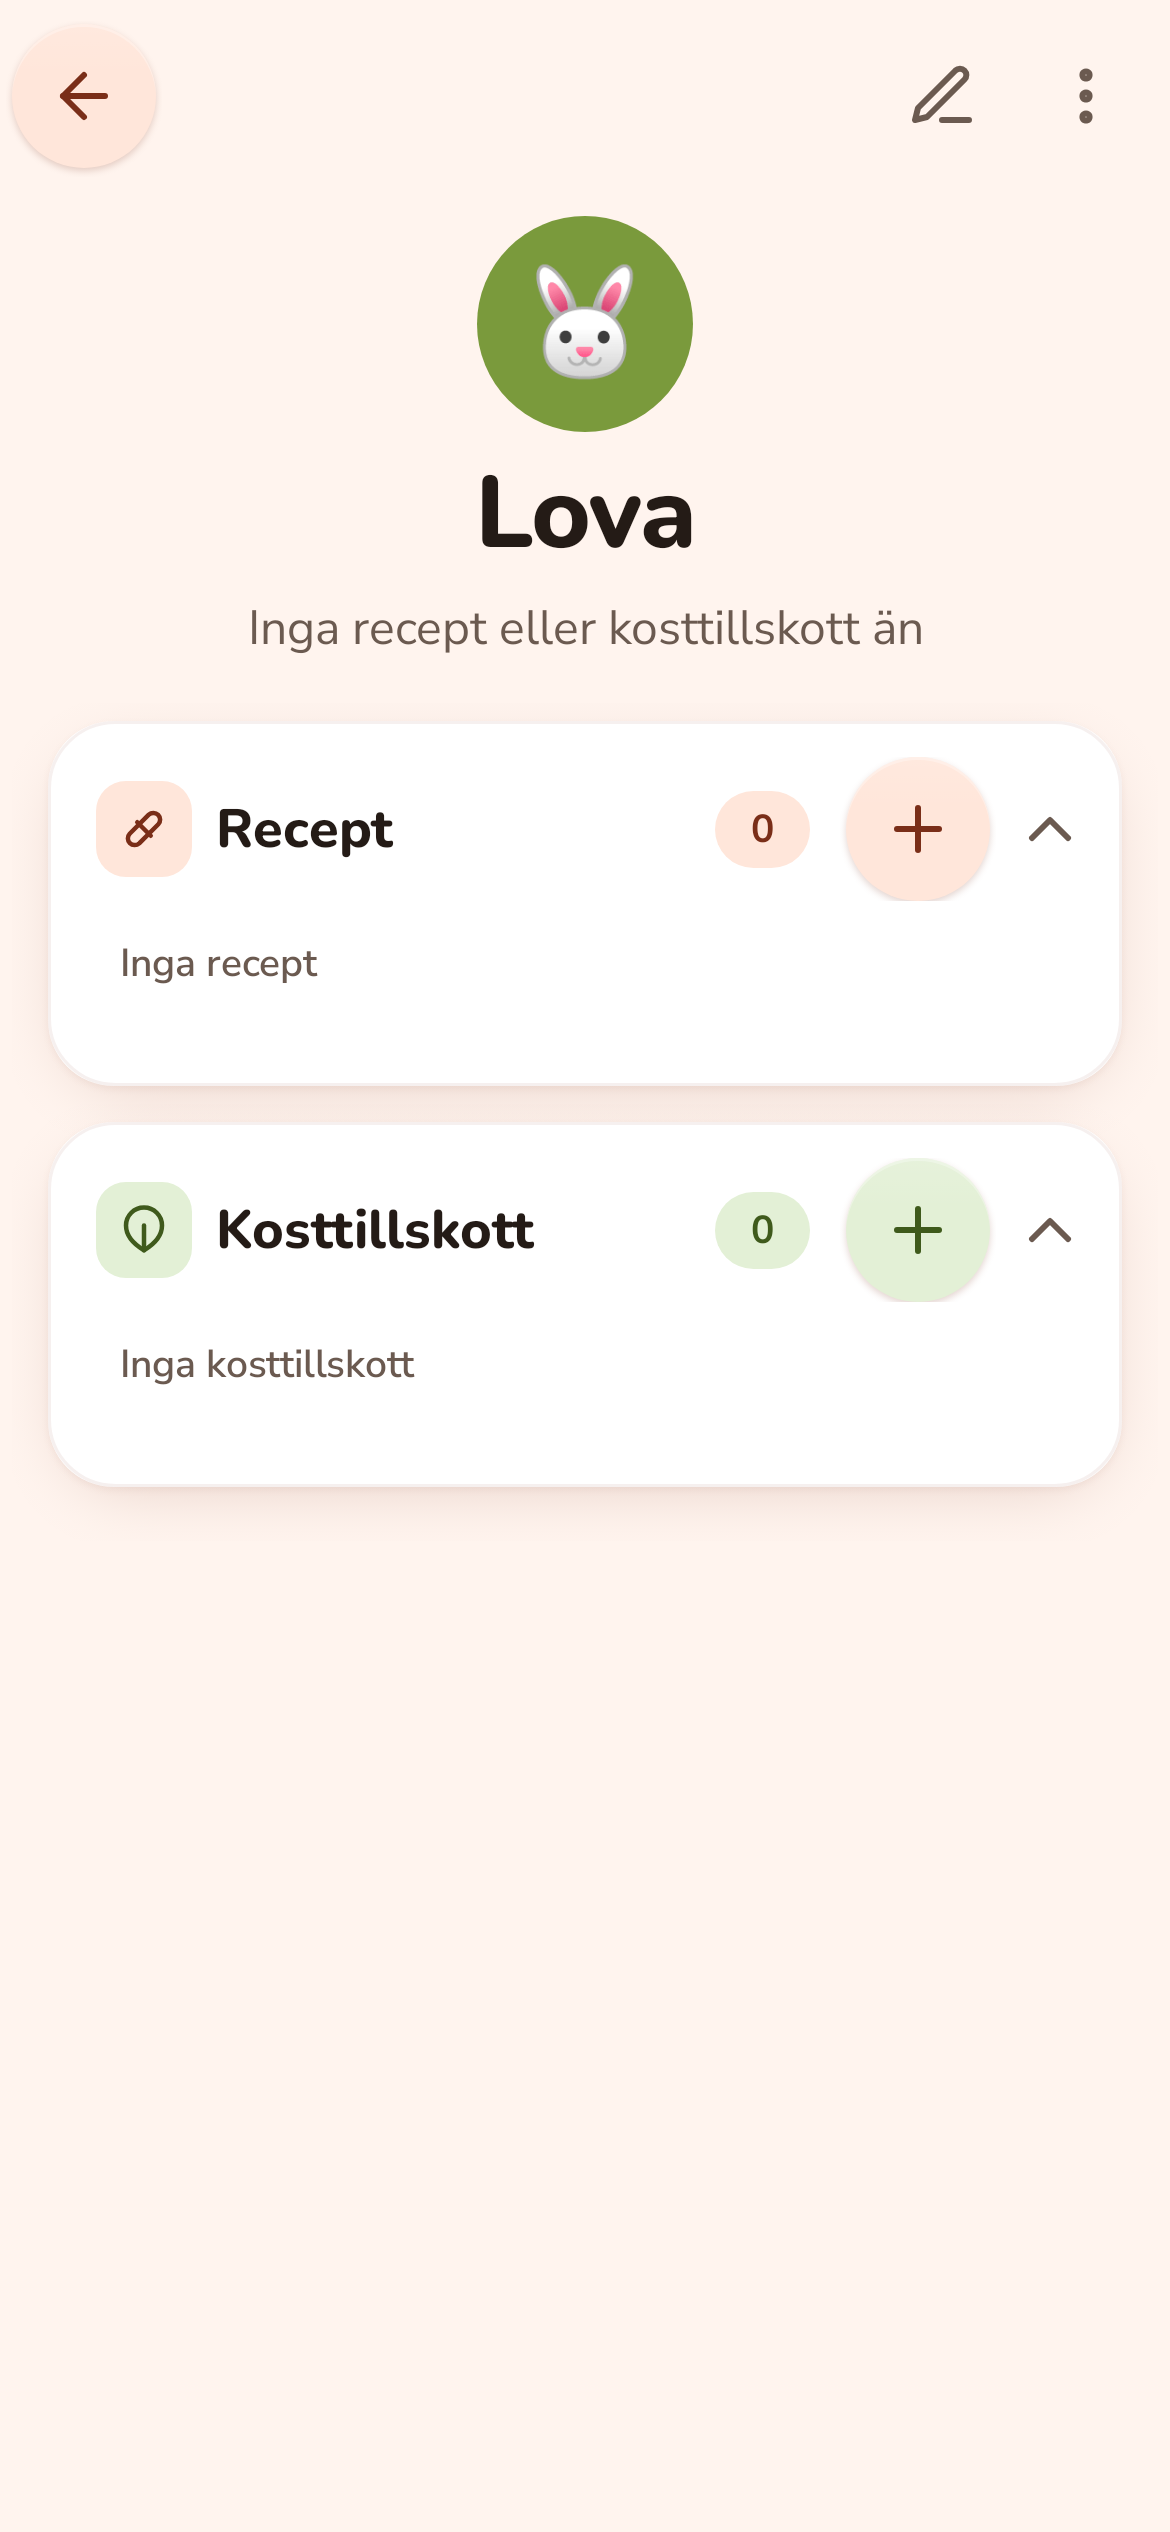 Lova
Inga recept eller kosttillskott än
Recept
0
Inga recept
Kosttillskott
0
Inga kosttillskott